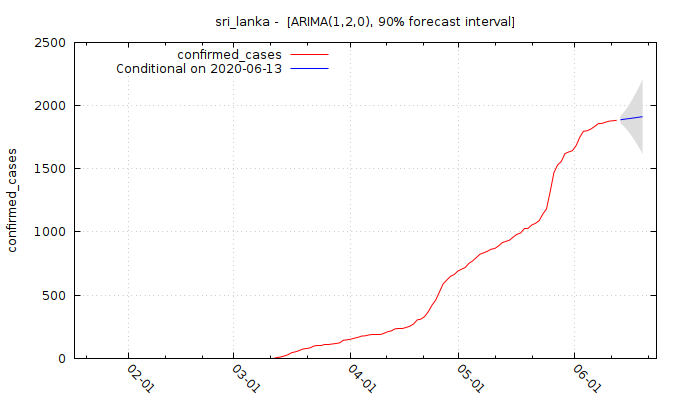 sri_lanka -  [ARIMA(1,2,0), 90% forecast interval]
confirmed_cases
Conditional on 2020-06-13
2500
2000
1500
1000
500
0
confirmed_cases
02-01
03-01
04-01
05-01
06-01